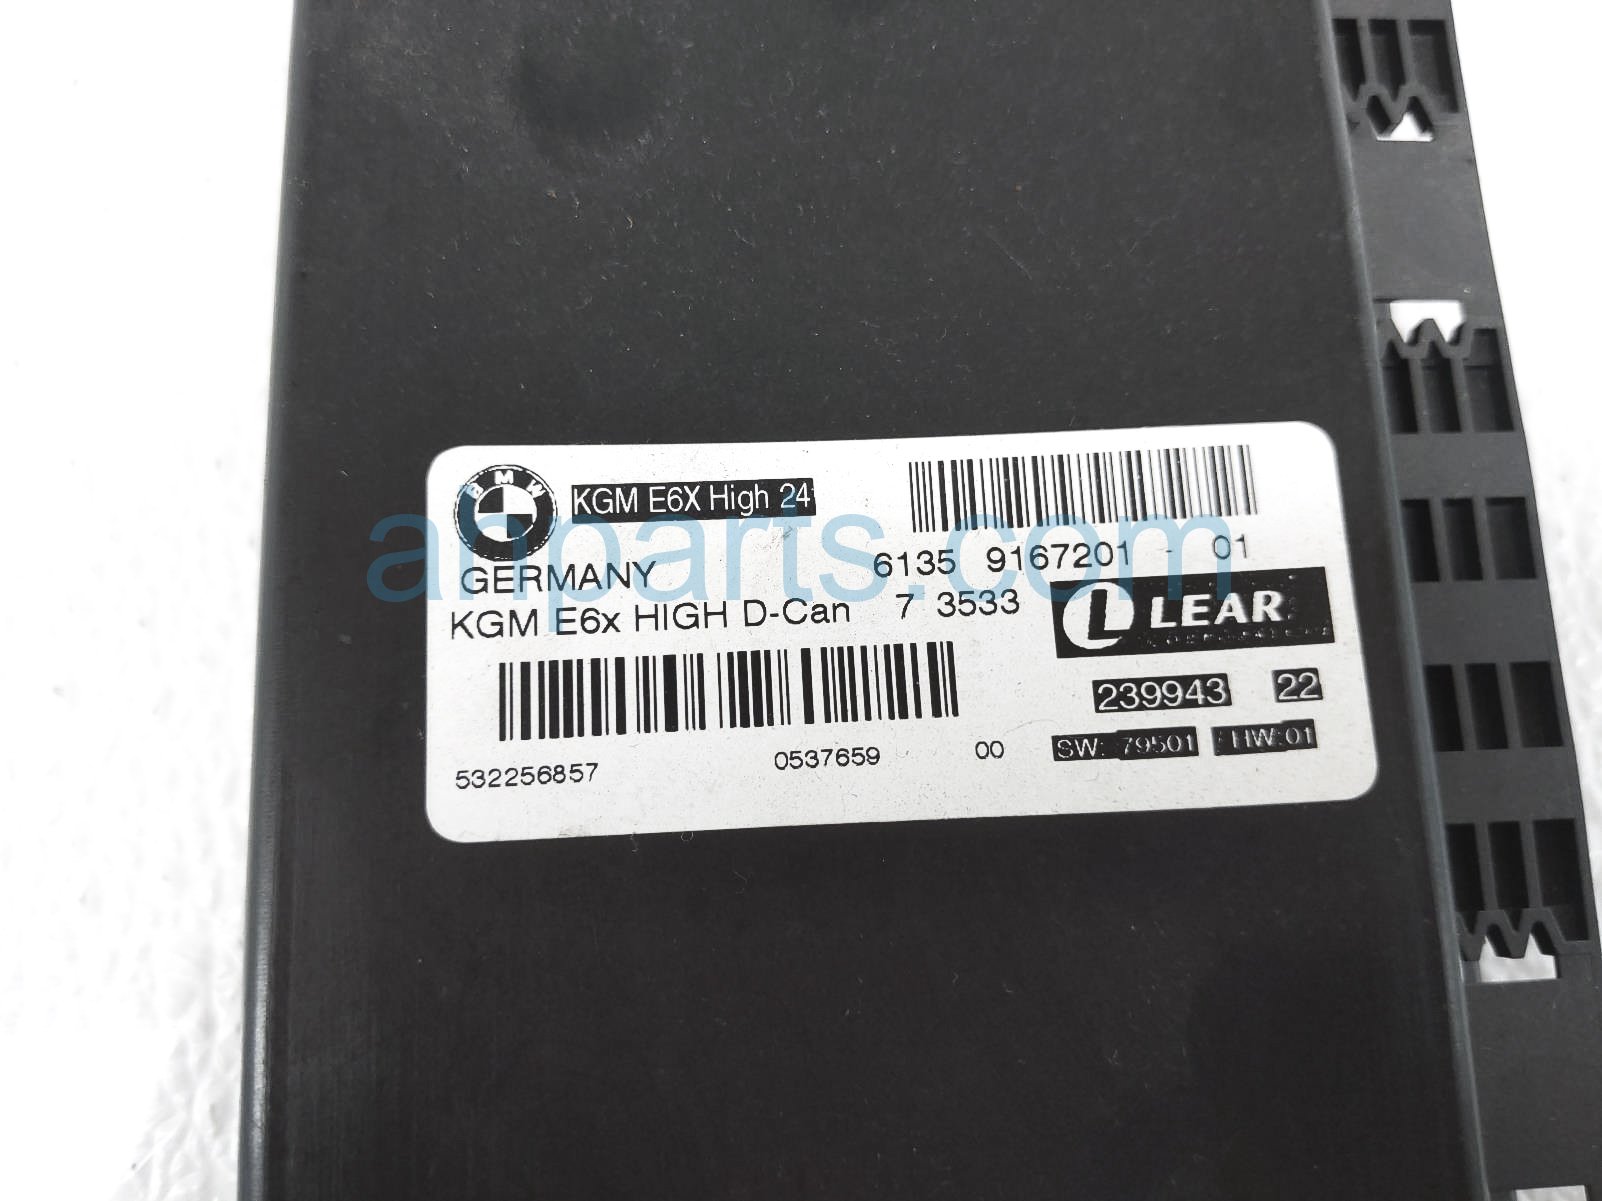 BMW
KGM E6X High 24
GERMANY
6135 9167201 - 01
KGM E6x HIGH D-Can 7 3533
L LEAR
239943 22
SW: 79501 HW:01
532256857 0537659 00
ahparts.com